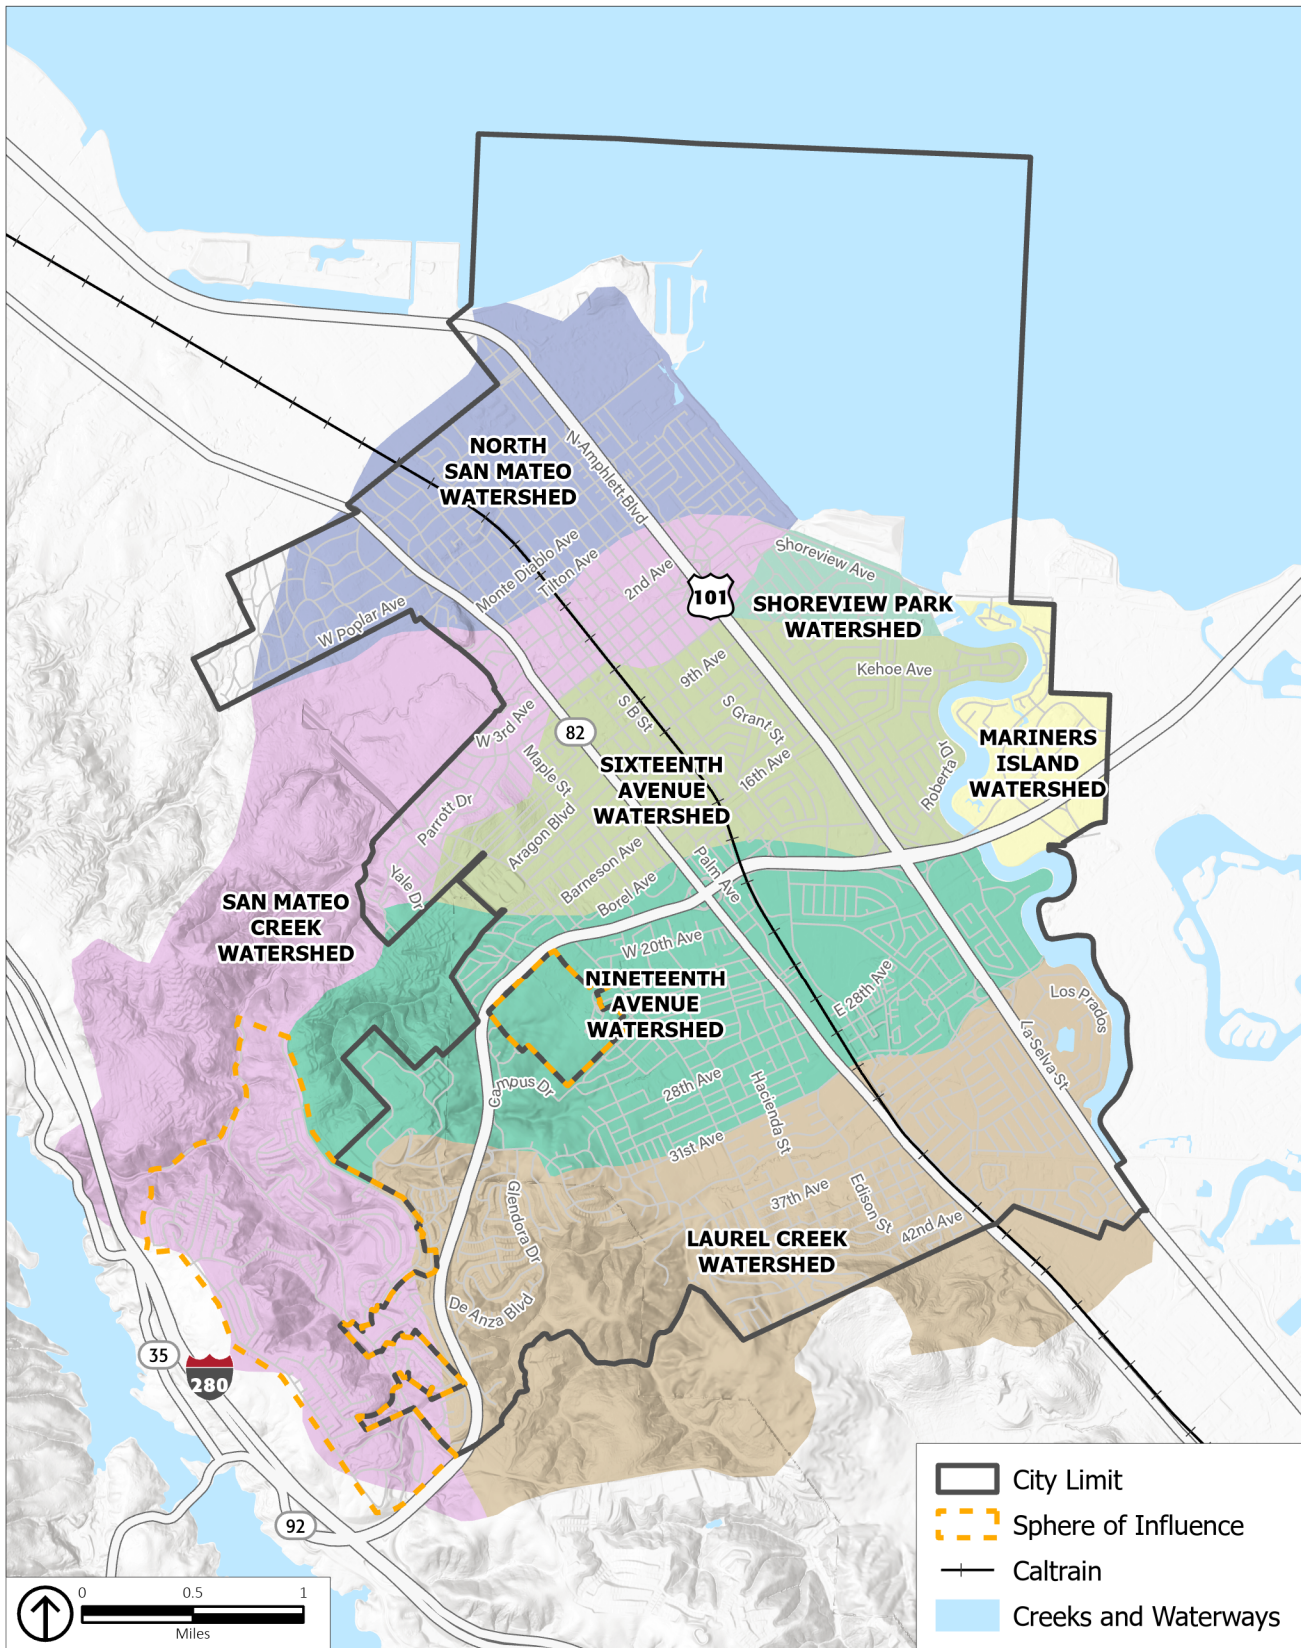 NORTH
SAN MATEO
WATERSHED
N Amphlett Blvd
Monte Diablo Ave
Tilton Ave
2nd Ave
Shoreview Ave
101
SHOREVIEW PARK
WATERSHED
W Poplar Ave
Kehoe Ave
9th Ave
S B St
S Grant St
W 3rd Ave
82
Maple St
SIXTEENTH
AVENUE
WATERSHED
16th Ave
MARINERS
ISLAND
WATERSHED
Roberta Dr
Parrott Dr
Aragon Blvd
Barneson Ave
Borel Ave
Palm Ave
Yale Dr
SAN MATEO
CREEK
WATERSHED
W 20th Ave
NINETEENTH
AVENUE
WATERSHED
E 28th Ave
Los Prados
La Selva St
Campus Dr
28th Ave
Hacienda St
31st Ave
37th Ave
Edison St
42nd Ave
Glendora Dr
LAUREL CREEK
WATERSHED
De Anza Blvd
35
280
92
City Limit
Sphere of Influence
Caltrain
Creeks and Waterways
0 0.5 1
Miles